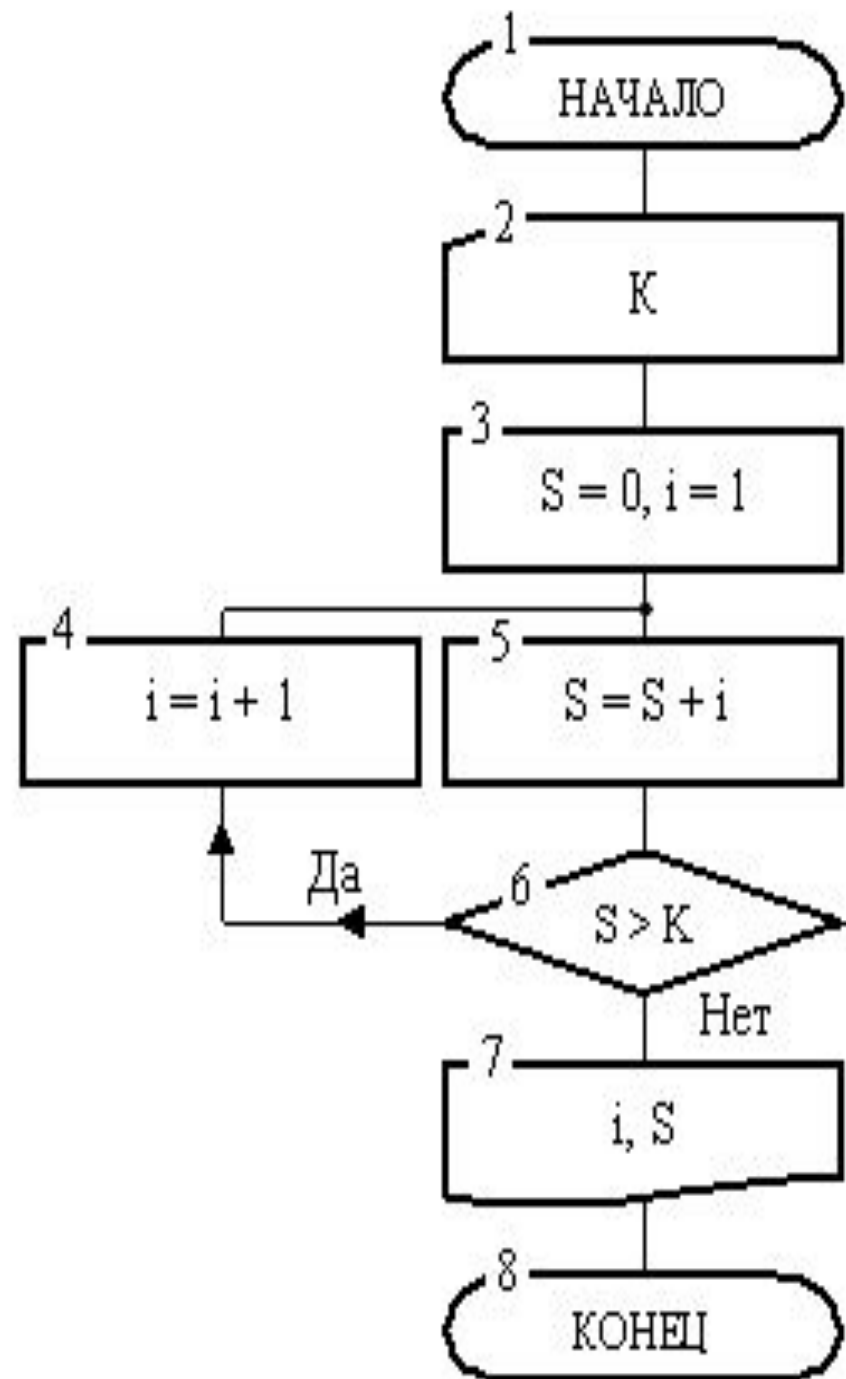 1
НАЧАЛО
2
К
3
S = 0, i = 1
4
i = i + 1
5
S = S + i
6
S > K
Да
Нет
7
i, S
8
КОНЕЦ